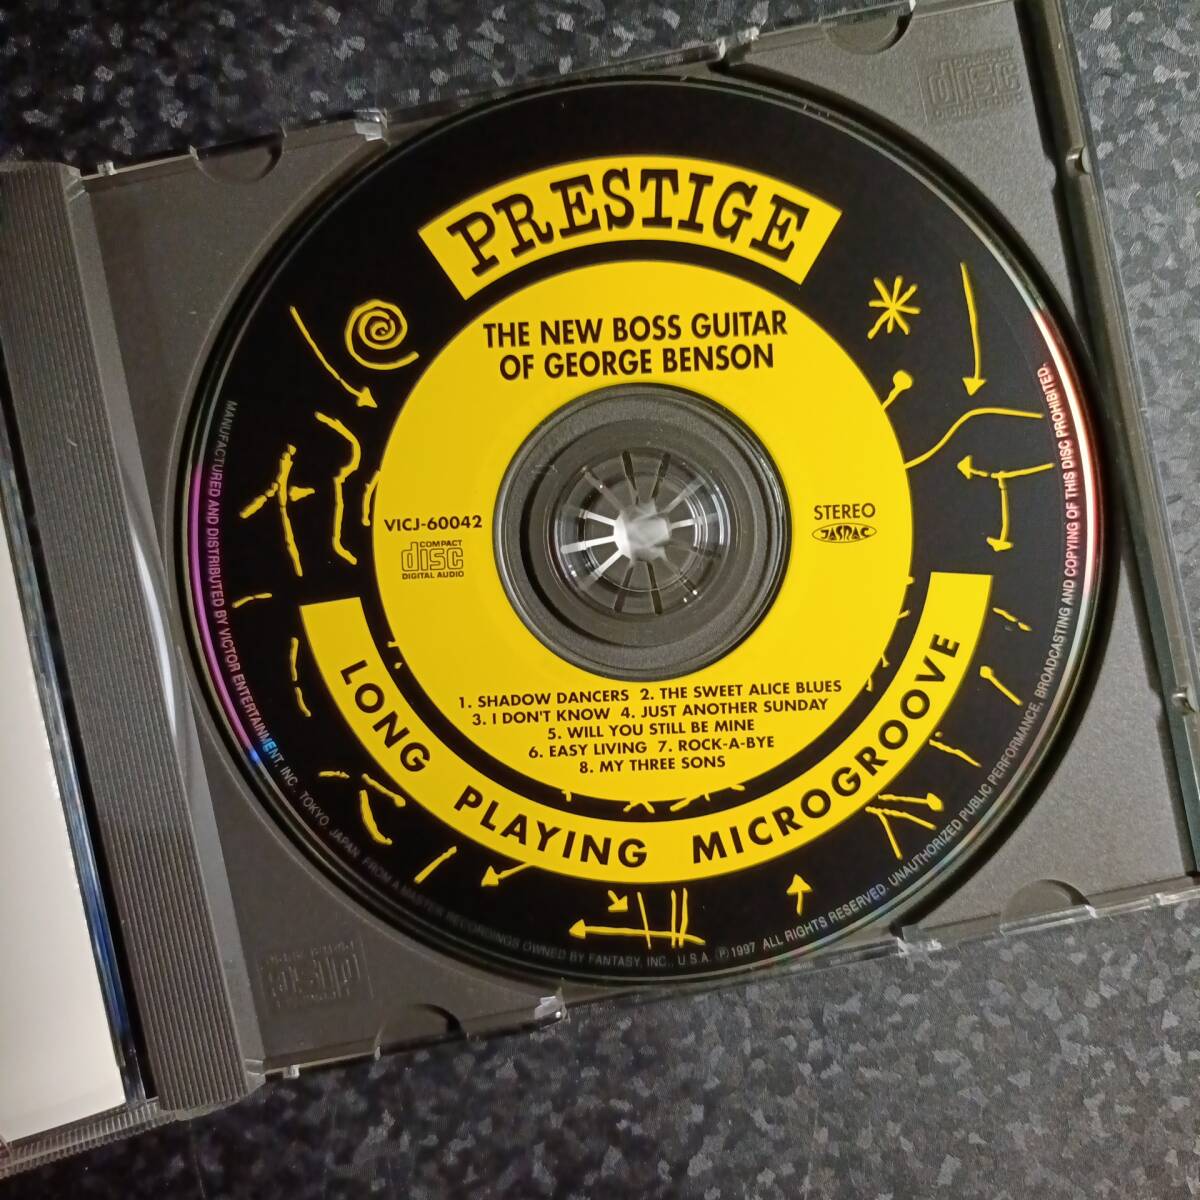 PRESTIGE
THE NEW BOSS GUITAR
OF GEORGE BENSON
VICJ-60042
COMPACT
disc
DIGITAL AUDIO
STEREO
JASRAC
1. SHADOW DANCERS 2. THE SWEET ALICE BLUES
3. I DON'T KNOW 4. JUST ANOTHER SUNDAY
5. WILL YOU STILL BE MINE
6. EASY LIVING 7. ROCK-A-BYE
8. MY THREE SONS
LONG PLAYING MICROGROOVE
MANUFACTURED AND DISTRIBUTED BY VICTOR ENTERTAINMENT, INC. TOKYO, JAPAN FROM A MASTER RECORDINGS OWNED BY FANTASY, INC., U.S.A. ℗1997 ALL RIGHTS RESERVED. UNAUTHORIZED PUBLIC PERFORMANCE, BROADCASTING AND COPYING OF THIS DISC PROHIBITED.
disc
disc